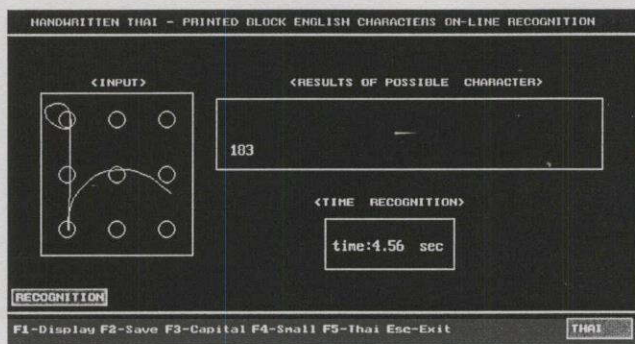 HANDWRITTEN THAI - PRINTED BLOCK ENGLISH CHARACTERS ON-LINE RECOGNITION
<INPUT>
<RESULTS OF POSSIBLE CHARACTER>
183
<TIME RECOGNITION>
time:4.56 sec
RECOGNITION
F1-Display F2-Save F3-Capital F4-Small F5-Thai Esc-Exit
THAI